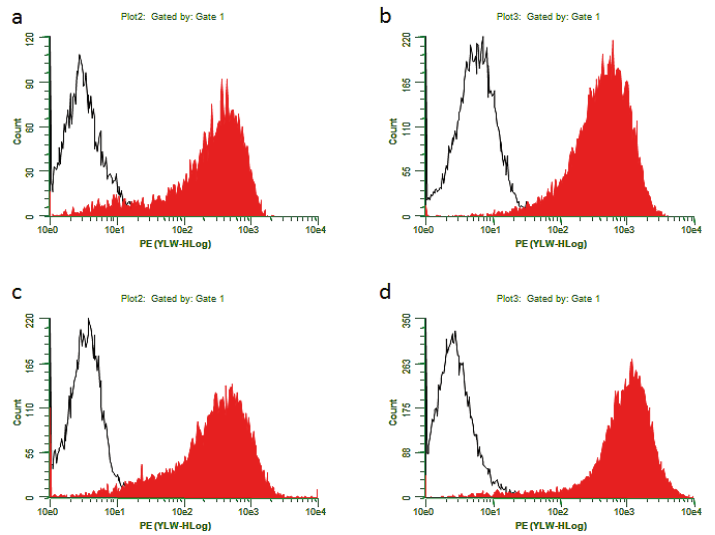 a
Plot2: Gated by: Gate 1
120
90
60
30
0
Count
10e0 10e1 10e2 10e3 10e4
PE (YLW-HLog)
b
Plot3: Gated by: Gate 1
220
165
110
55
0
Count
10e0 10e1 10e2 10e3 10e4
PE (YLW-HLog)
c
Plot2: Gated by: Gate 1
220
165
110
55
0
Count
10e0 10e1 10e2 10e3 10e4
PE (YLW-HLog)
d
Plot3: Gated by: Gate 1
350
263
175
88
0
Count
10e0 10e1 10e2 10e3 10e4
PE (YLW-HLog)